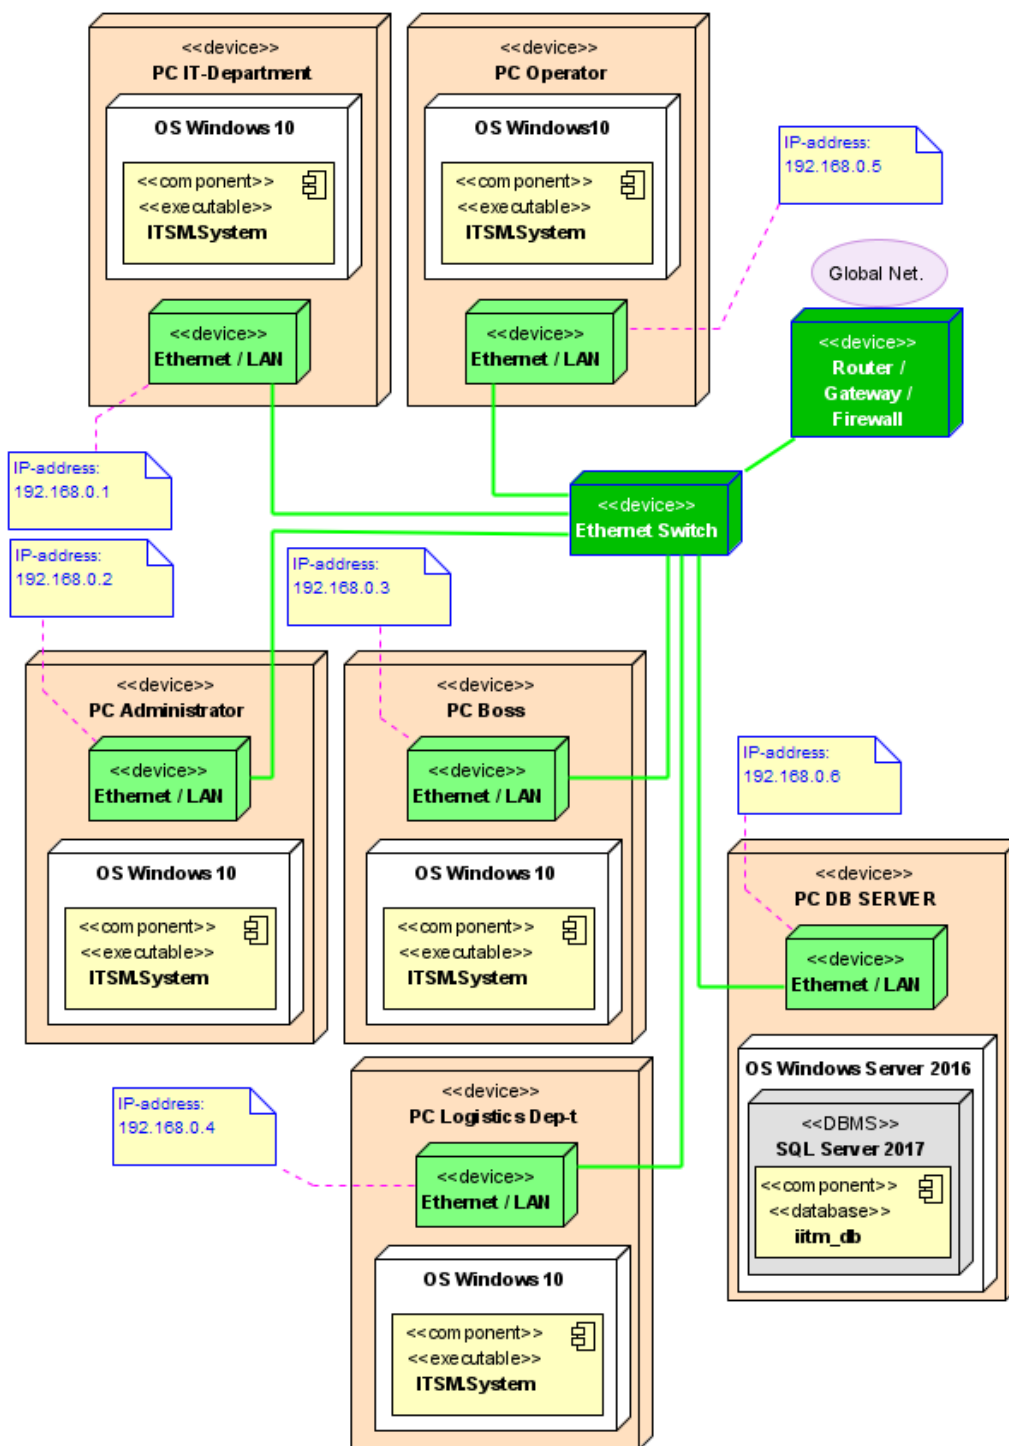 <<device>>
PC IT-Department
OS Windows 10
<<component>>
<<executable>>
ITSM.System
<<device>>
Ethernet / LAN
<<device>>
PC Operator
OS Windows10
<<component>>
<<executable>>
ITSM.System
<<device>>
Ethernet / LAN
IP-address:
192.168.0.5
Global Net.
<<device>>
Router /
Gateway /
Firewall
IP-address:
192.168.0.1
<<device>>
Ethernet Switch
IP-address:
192.168.0.2
IP-address:
192.168.0.3
<<device>>
PC Administrator
<<device>>
Ethernet / LAN
OS Windows 10
<<component>>
<<executable>>
ITSM.System
<<device>>
PC Boss
<<device>>
Ethernet / LAN
OS Windows 10
<<component>>
<<executable>>
ITSM.System
IP-address:
192.168.0.6
<<device>>
PC DB SERVER
<<device>>
Ethernet / LAN
OS Windows Server 2016
<<DBMS>>
SQL Server 2017
<<component>>
<<database>>
iitm_db
IP-address:
192.168.0.4
<<device>>
PC Logistics Dep-t
<<device>>
Ethernet / LAN
OS Windows 10
<<component>>
<<executable>>
ITSM.System